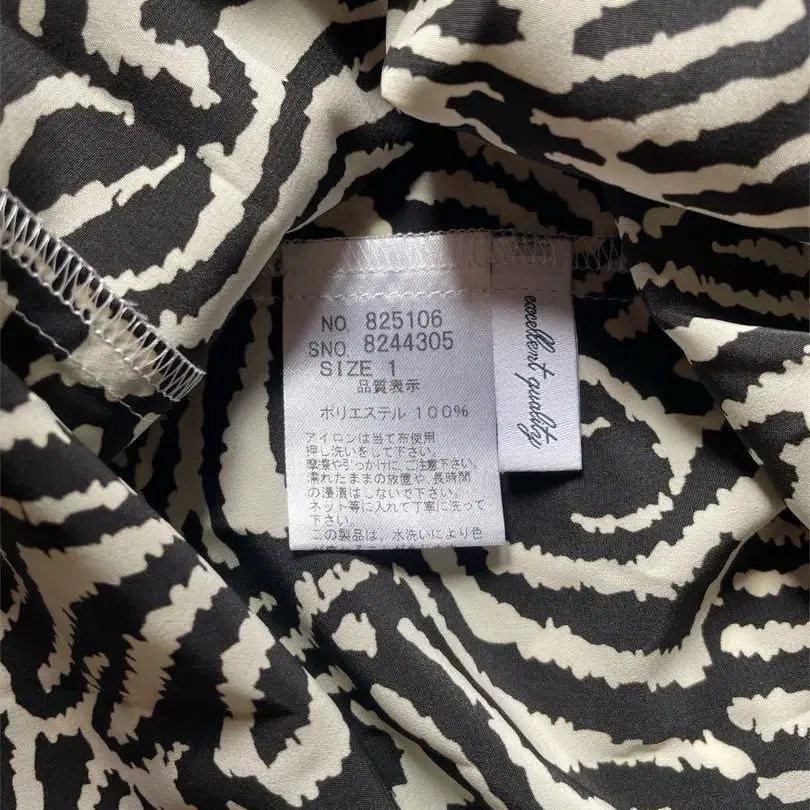 NO. 825106
SNO. 8244305
SIZE 1
品質表示
ポリエステル 100%
アイロンは当て布使用
押し洗いをして下さい。
摩擦や引っかけに、ご注意下さい。
濡れたままの放置や、長時間
の浸漬はしないで下さい。
ネット等に入れて丁寧に洗って
下さい。
この製品は、水洗いにより色
excellent quality